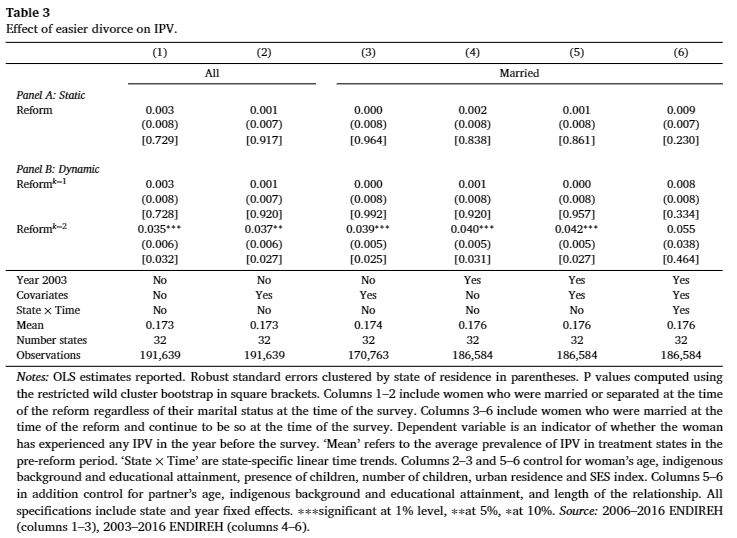 Table 3
Effect of easier divorce on IPV.
(1) (2) (3) (4) (5) (6)
All Married
Panel A: Static
Reform 0.003 0.001 0.000 0.002 0.001 0.009
(0.008) (0.007) (0.008) (0.008) (0.008) (0.007)
[0.729] [0.917] [0.964] [0.838] [0.861] [0.230]
Panel B: Dynamic
Reform^k=1 0.003 0.001 0.000 0.001 0.000 0.008
(0.008) (0.007) (0.008) (0.008) (0.008) (0.008)
[0.728] [0.920] [0.992] [0.920] [0.957] [0.334]
Reform^k=2 0.035*** 0.037** 0.039*** 0.040*** 0.042*** 0.055
(0.006) (0.006) (0.005) (0.005) (0.005) (0.038)
[0.032] [0.027] [0.025] [0.031] [0.027] [0.464]
Year 2003 No No No Yes Yes Yes
Covariates No Yes Yes No Yes Yes
State × Time No No No No No Yes
Mean 0.173 0.173 0.174 0.176 0.176 0.176
Number states 32 32 32 32 32 32
Observations 191,639 191,639 170,763 186,584 186,584 186,584
Notes: OLS estimates reported. Robust standard errors clustered by state of residence in parentheses. P values computed using
the restricted wild cluster bootstrap in square brackets. Columns 1–2 include women who were married or separated at the time
of the reform regardless of their marital status at the time of the survey. Columns 3–6 include women who were married at the
time of the reform and continue to be so at the time of the survey. Dependent variable is an indicator of whether the woman
has experienced any IPV in the year before the survey. ‘Mean’ refers to the average prevalence of IPV in treatment states in the
pre-reform period. ‘State × Time’ are state-specific linear time trends. Columns 2–3 and 5–6 control for woman’s age, indigenous
background and educational attainment, presence of children, number of children, urban residence and SES index. Columns 5–6
in addition control for partner’s age, indigenous background and educational attainment, and length of the relationship. All
specifications include state and year fixed effects. ∗∗∗significant at 1% level, ∗∗at 5%, ∗at 10%. Source: 2006–2016 ENDIREH
(columns 1–3), 2003–2016 ENDIREH (columns 4–6).